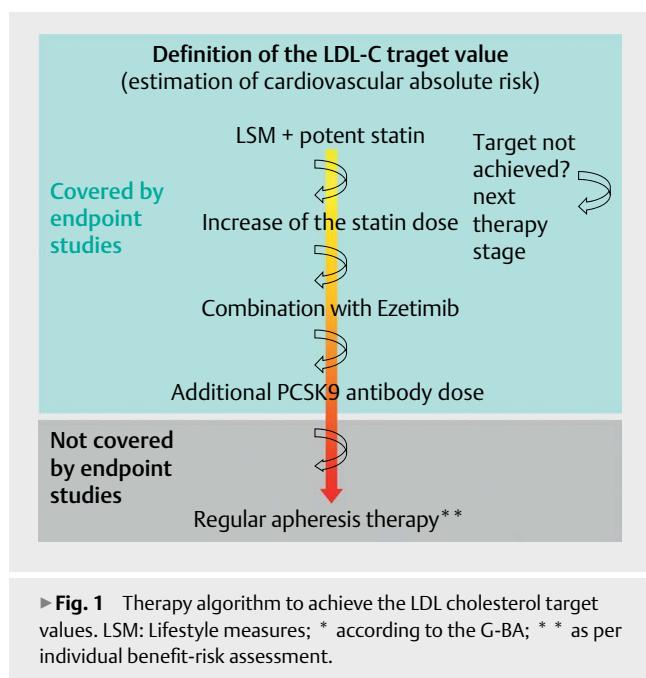 Definition of the LDL-C traget value
(estimation of cardiovascular absolute risk)
LSM + potent statin
Target not
achieved?
next
therapy
stage
Covered by
endpoint
studies
Increase of the statin dose
Combination with Ezetimib
Additional PCSK9 antibody dose
Not covered
by endpoint
studies
Regular apheresis therapy**
►Fig. 1 Therapy algorithm to achieve the LDL cholesterol target
values. LSM: Lifestyle measures; * according to the G-BA; * * as per
individual benefit-risk assessment.